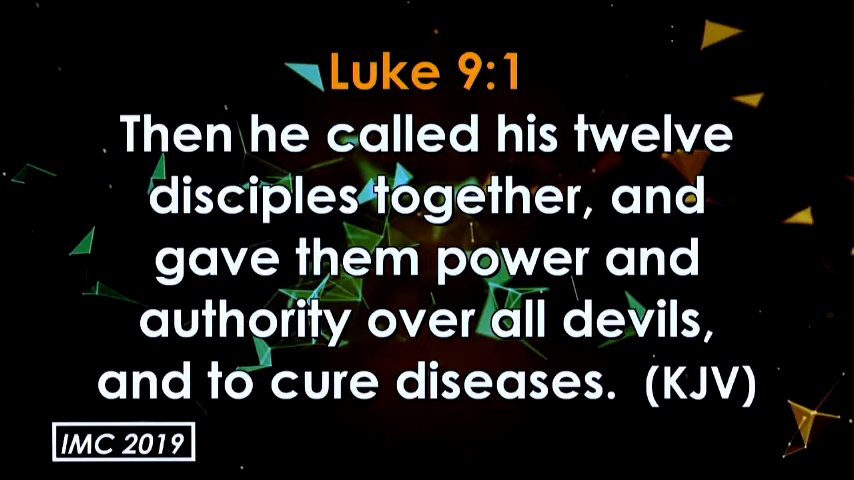 Luke 9:1
Then he called his twelve
disciples together, and
gave them power and
authority over all devils,
and to cure diseases. (KJV)
IMC 2019